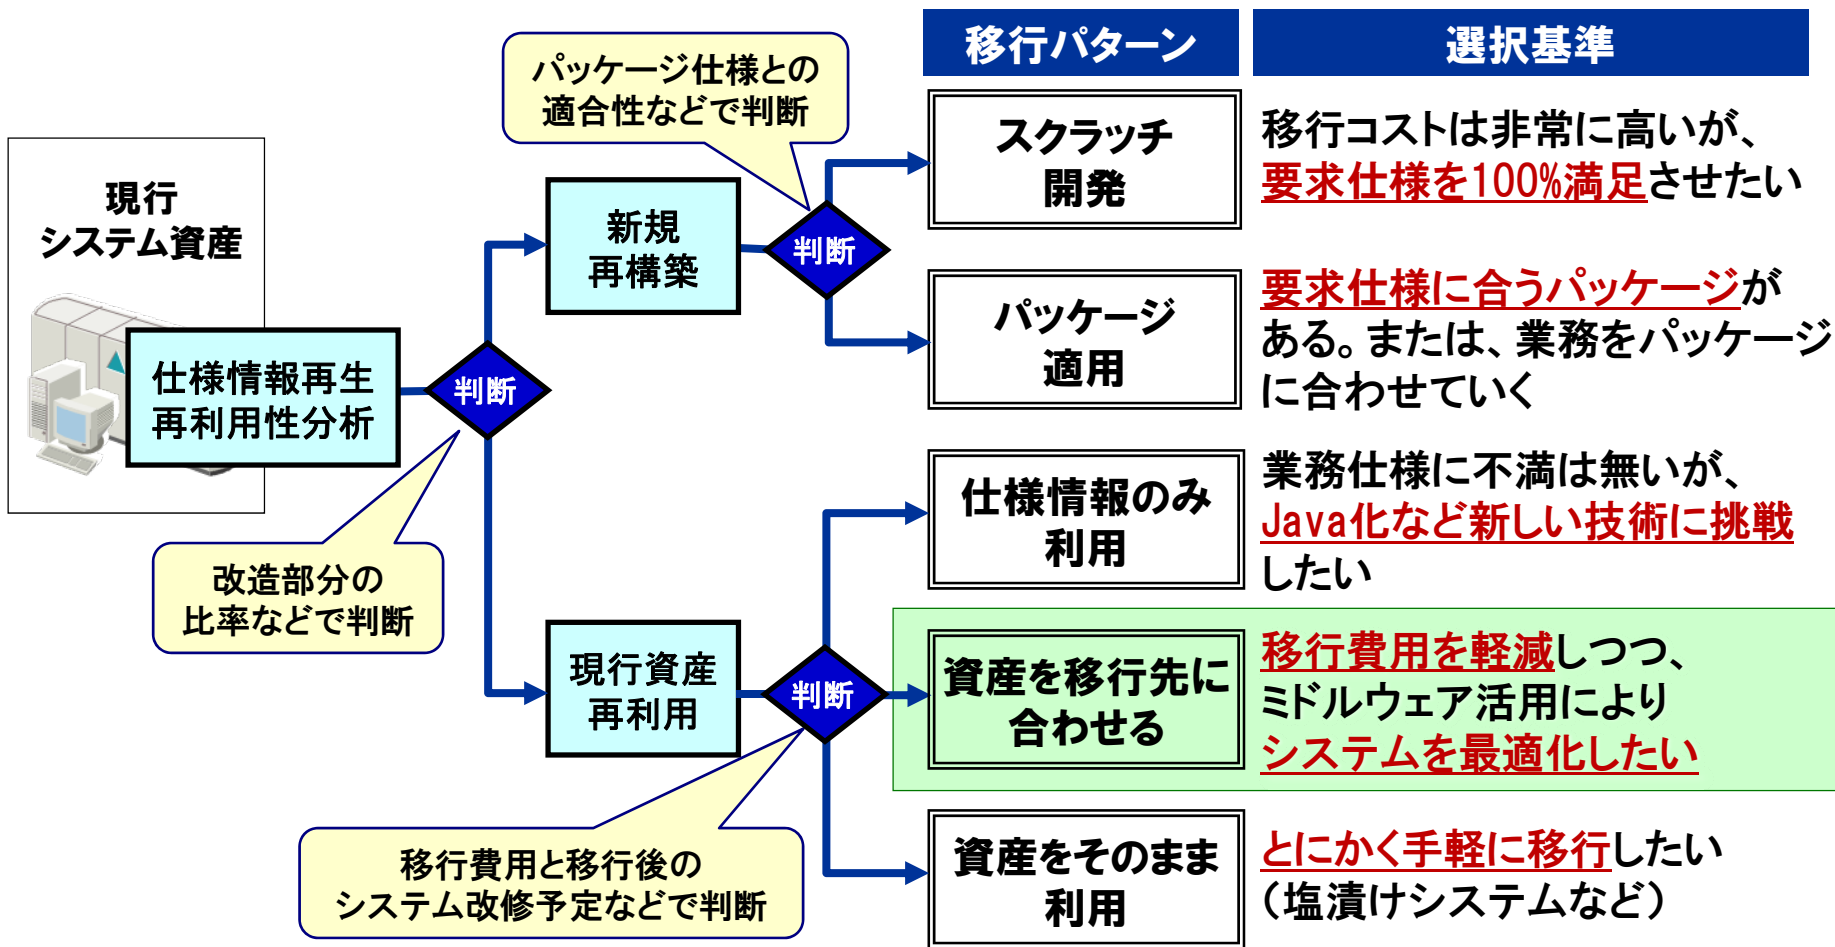 移行パターン
選択基準
パッケージ仕様との
適合性などで判断
現行
システム資産
仕様情報再生
再利用性分析
判断
改造部分の
比率などで判断
新規
再構築
判断
現行資産
再利用
判断
移行費用と移行後の
システム改修予定などで判断
スクラッチ
開発
移行コストは非常に高いが、
要求仕様を100%満足させたい
パッケージ
適用
要求仕様に合うパッケージが
ある。または、業務をパッケージ
に合わせていく
仕様情報のみ
利用
業務仕様に不満は無いが、
Java化など新しい技術に挑戦
したい
資産を移行先に
合わせる
移行費用を軽減しつつ、
ミドルウェア活用により
システムを最適化したい
資産をそのまま
利用
とにかく手軽に移行したい
（塩漬けシステムなど）